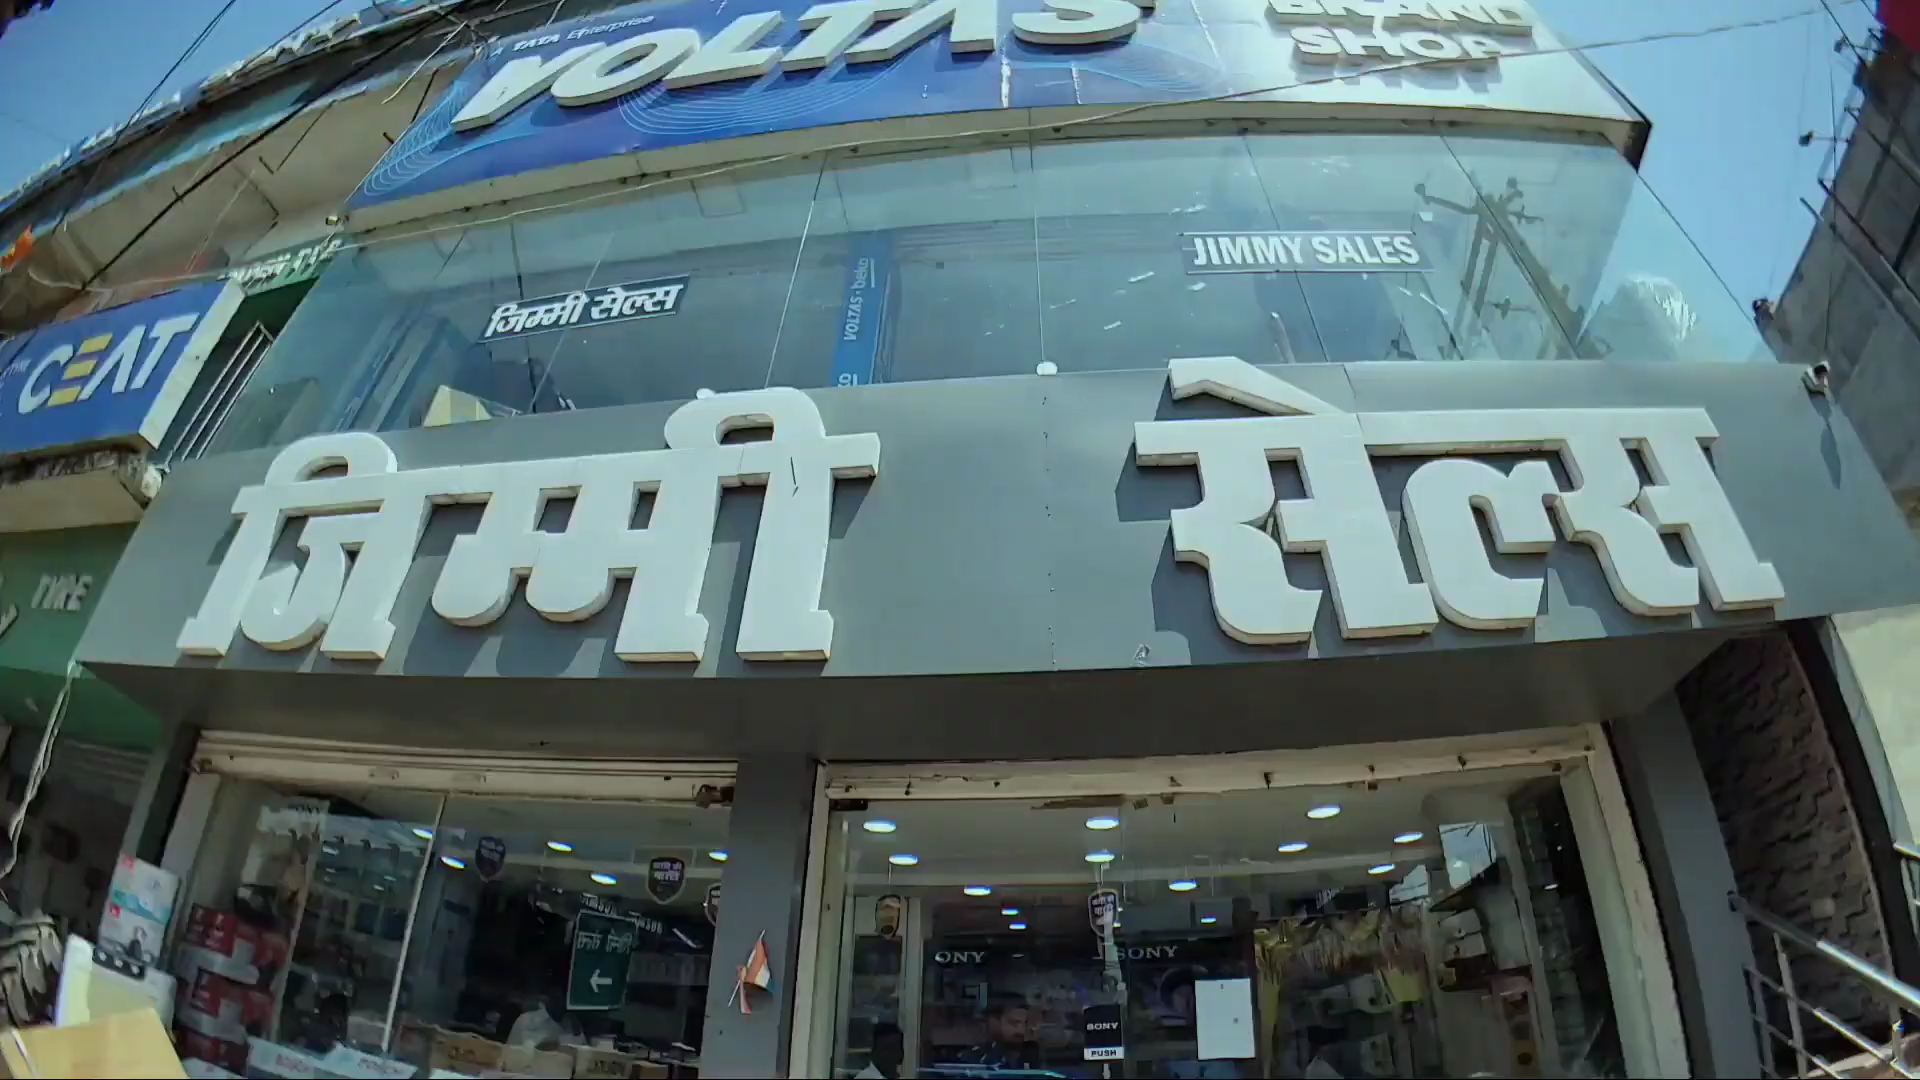 A TATA Enterprise
VOLTAS
BRAND
SHOP
JIMMY SALES
जिम्मी सेल्स
VOLTAS beko
CEAT
जिम्मी सेल्स
TYRE
SONY
SONY
SONY
PUSH